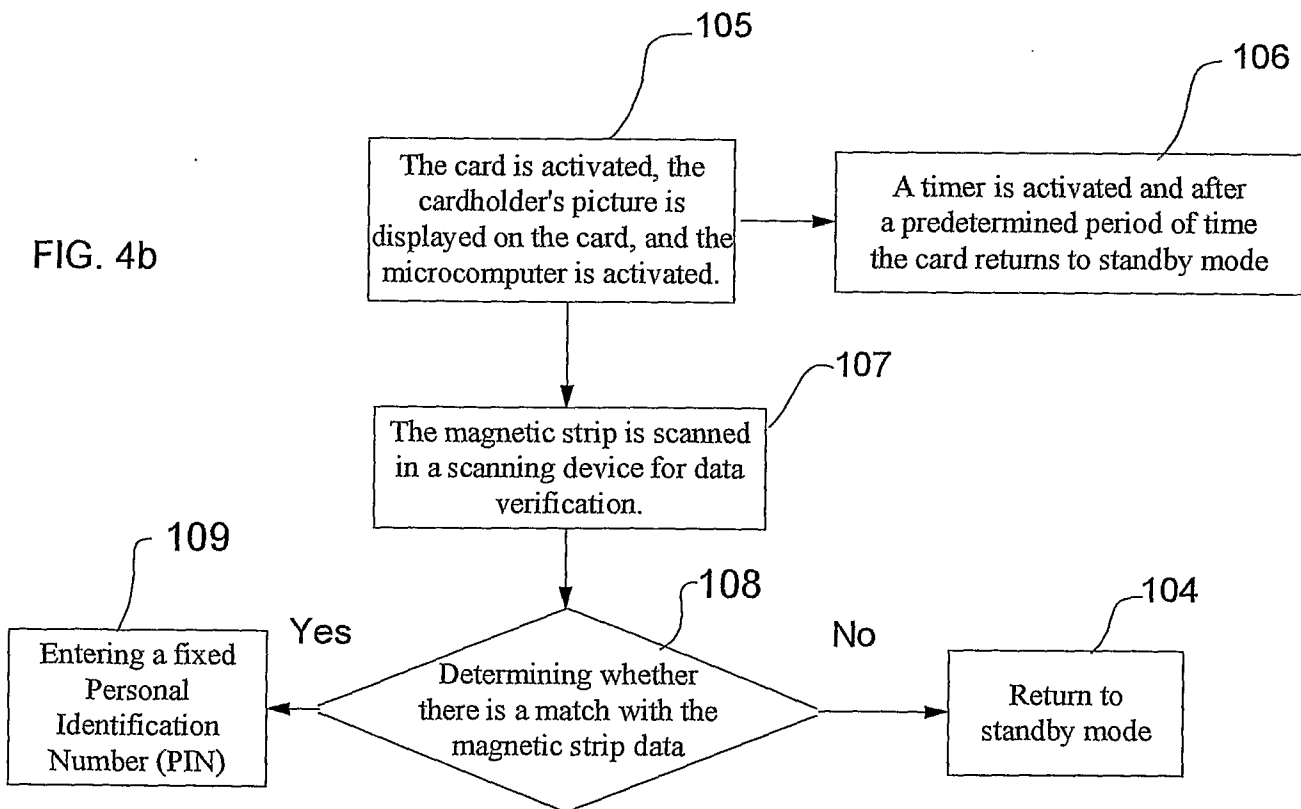 105
106
The card is activated, the
cardholder's picture is
displayed on the card, and the
microcomputer is activated.
A timer is activated and after
a predetermined period of time
the card returns to standby mode
FIG. 4b
107
The magnetic strip is scanned
in a scanning device for data
verification.
109
108
104
Yes
No
Entering a fixed
Personal
Identification
Number (PIN)
Determining whether
there is a match with the
magnetic strip data
Return to
standby mode